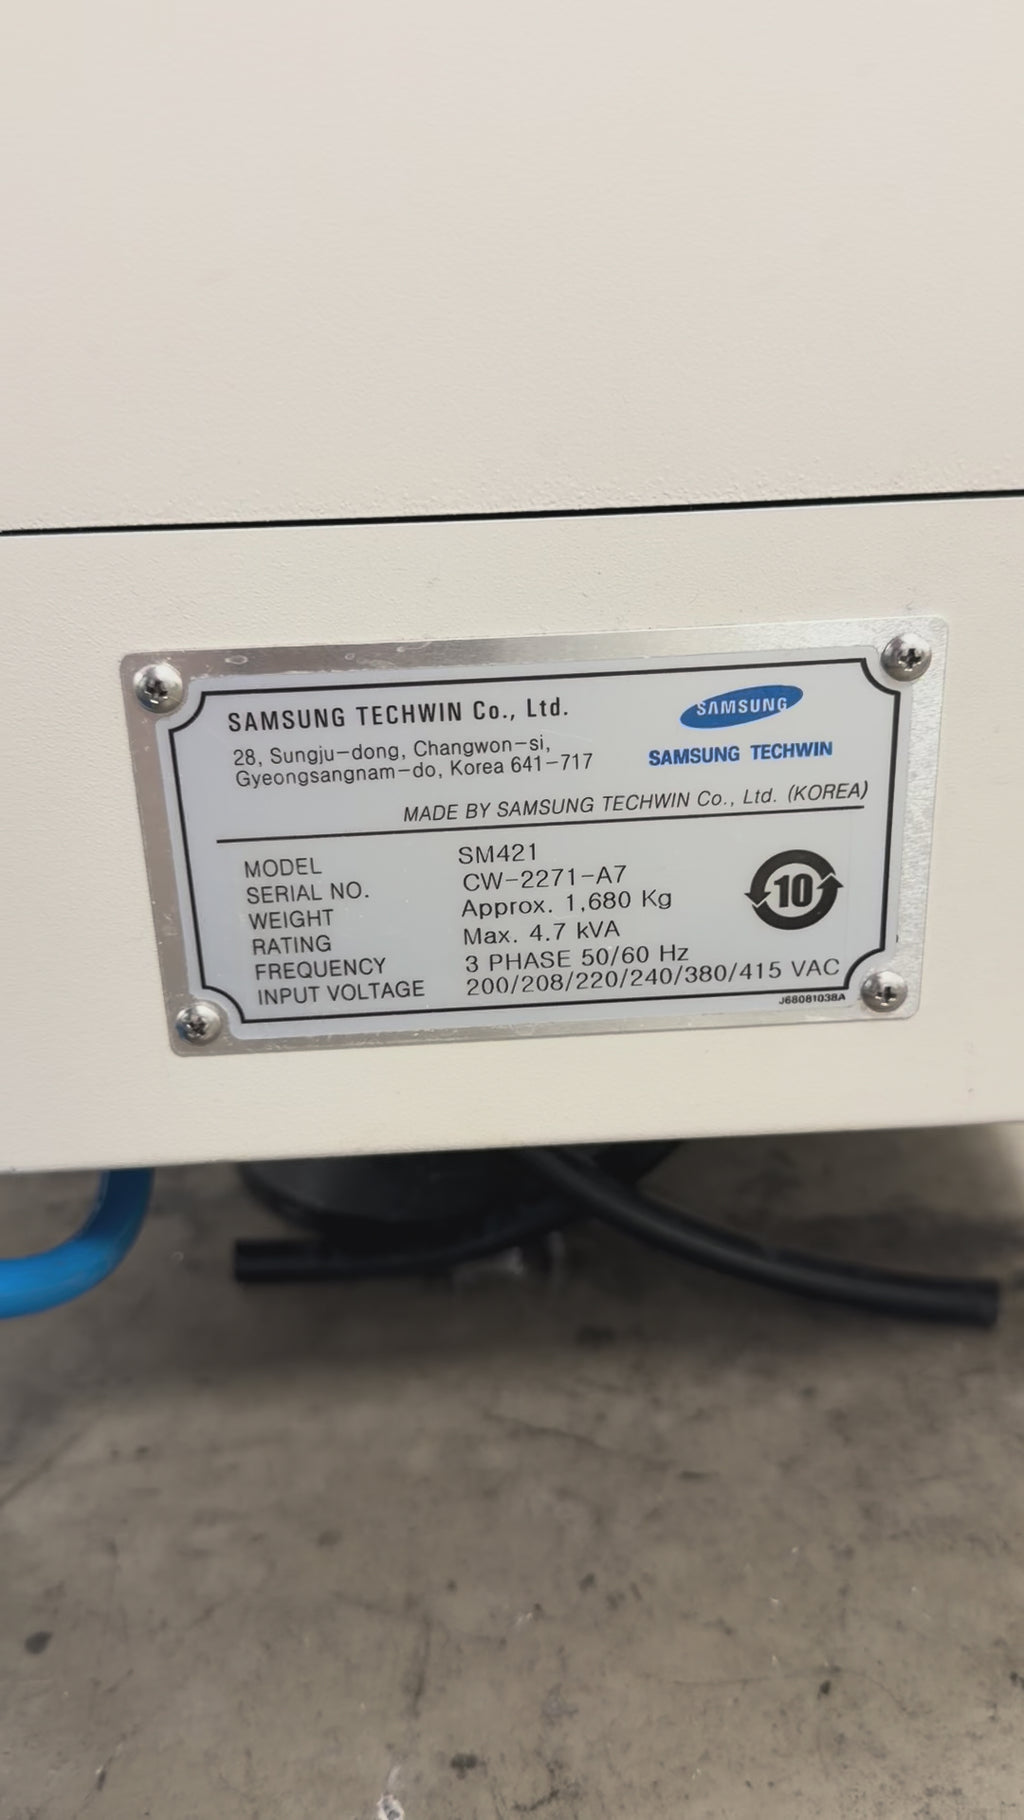 SAMSUNG TECHWIN Co., Ltd.
28, Sungju-dong, Changwon-si,
Gyeongsangnam-do, Korea 641-717
SAMSUNG
SAMSUNG TECHWIN
MADE BY SAMSUNG TECHWIN Co., Ltd. (KOREA)
MODEL SM421
SERIAL NO. CW-2271-A7
WEIGHT Approx. 1,680 Kg
RATING Max. 4.7 kVA
FREQUENCY 3 PHASE 50/60 Hz
INPUT VOLTAGE 200/208/220/240/380/415 VAC
10
J68081038A